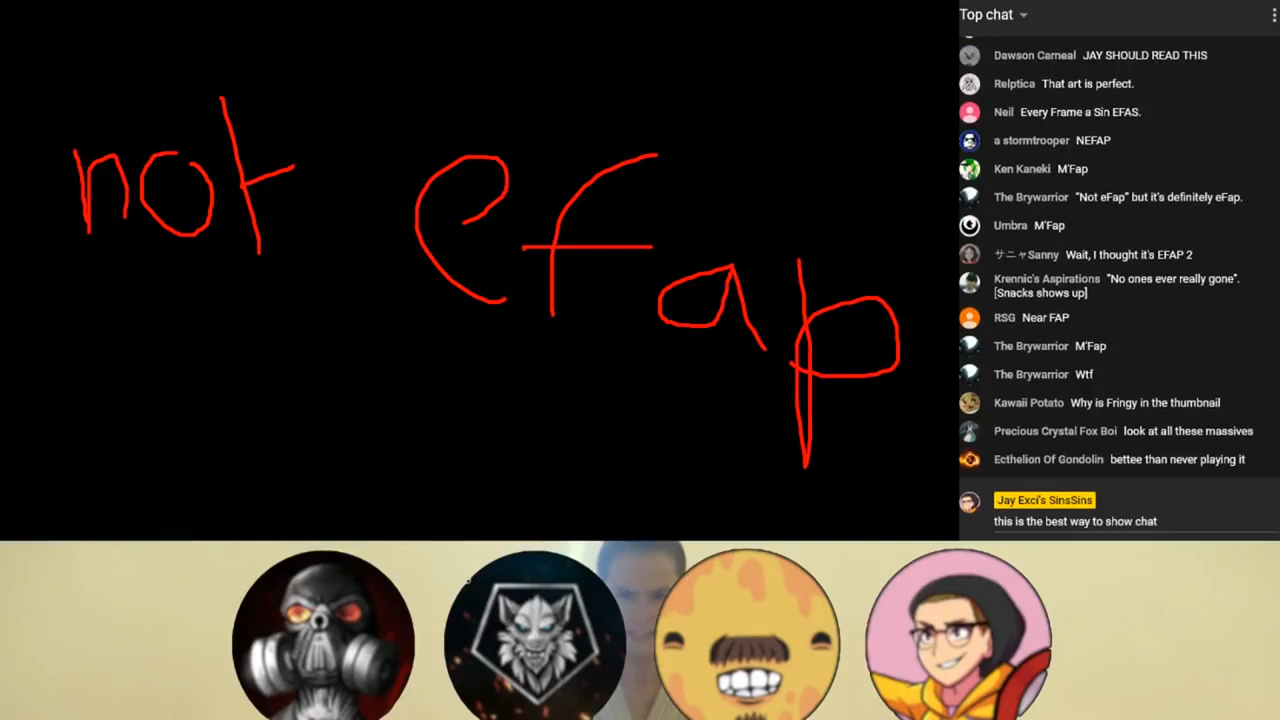 not efap
Top chat
Dawson Carneal JAY SHOULD READ THIS
Relptica That art is perfect.
Neil Every Frame a Sin EFAS.
a stormtrooper NEFAP
Ken Kaneki M'Fap
The Brywarrior "Not eFap" but it's definitely eFap.
Umbra M'Fap
サニャSanny Wait, I thought it's EFAP 2
Krennic's Aspirations "No ones ever really gone".
[Snacks shows up]
RSG Near FAP
The Brywarrior M'Fap
The Brywarrior Wtf
Kawaii Potato Why is Fringy in the thumbnail
Precious Crystal Fox Boi look at all these massives
Ecthelion Of Gondolin bettee than never playing it
Jay Exci's SinsSins
this is the best way to show chat